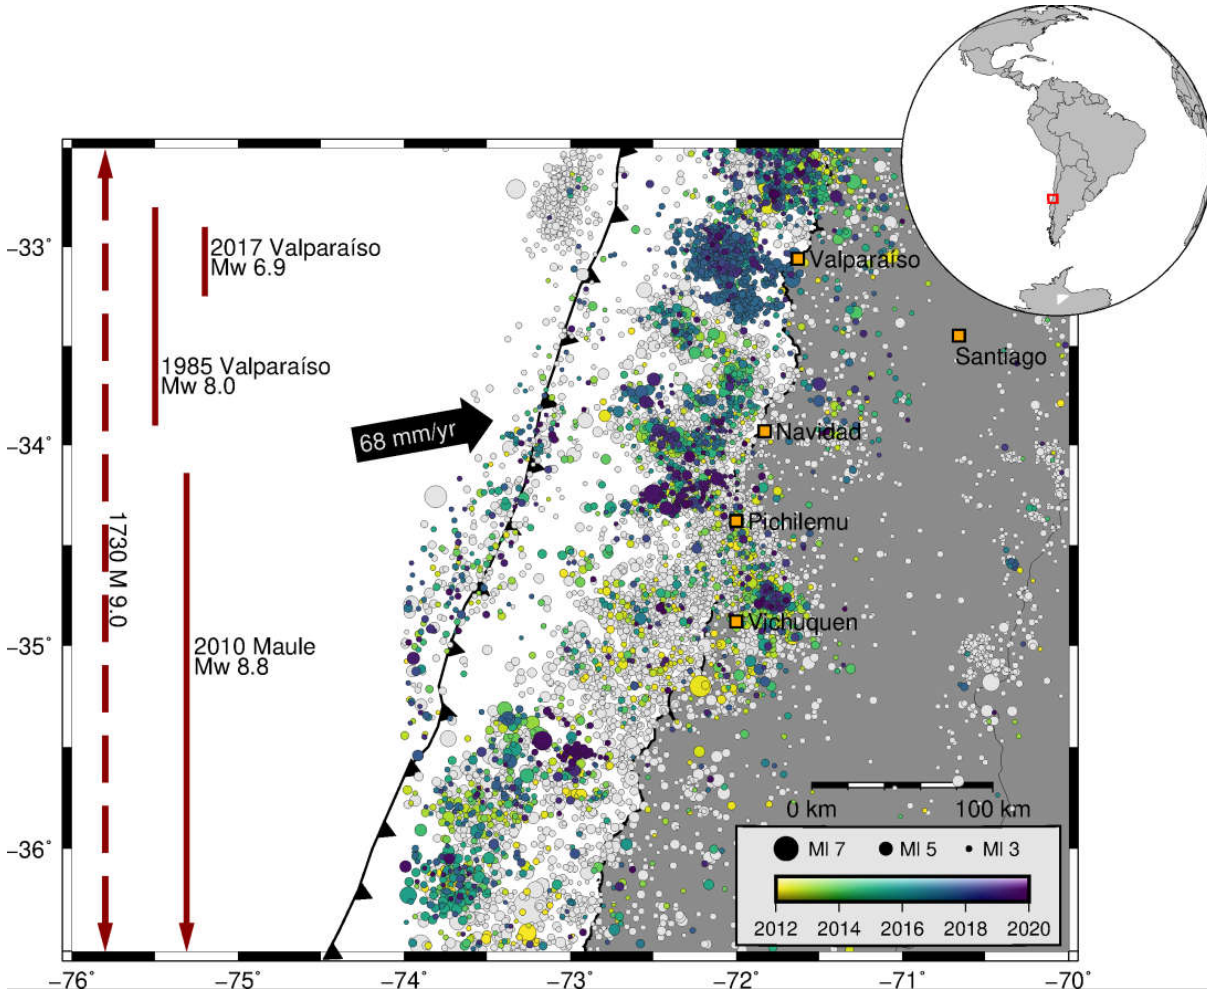 −33˚
−34˚
−35˚
−36˚
2017 Valparaíso
Mw 6.9
1985 Valparaíso
Mw 8.0
68 mm/yr
1730 M 9.0
2010 Maule
Mw 8.8
Valparaíso
Santiago
Navidad
Pichilemu
Vichuquen
0 km
100 km
Ml 7
Ml 5
Ml 3
2012
2014
2016
2018
2020
−76˚
−75˚
−74˚
−73˚
−72˚
−71˚
−70˚